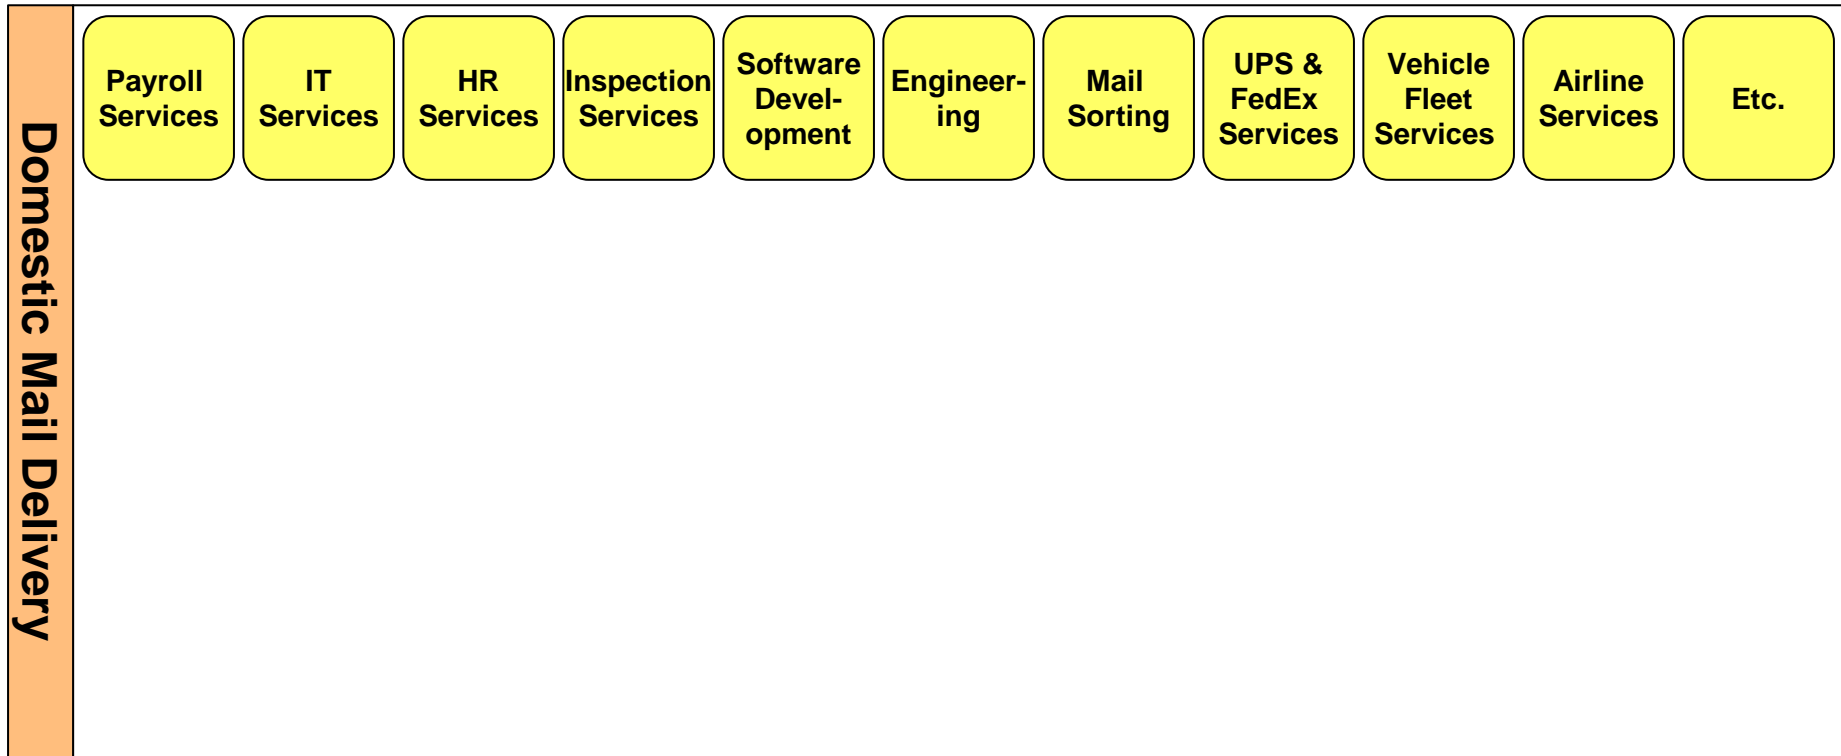 Domestic Mail Delivery
Payroll
Services
IT
Services
HR
Services
Inspection
Services
Software
Devel-
opment
Engineer-
ing
Mail
Sorting
UPS &
FedEx
Services
Vehicle
Fleet
Services
Airline
Services
Etc.